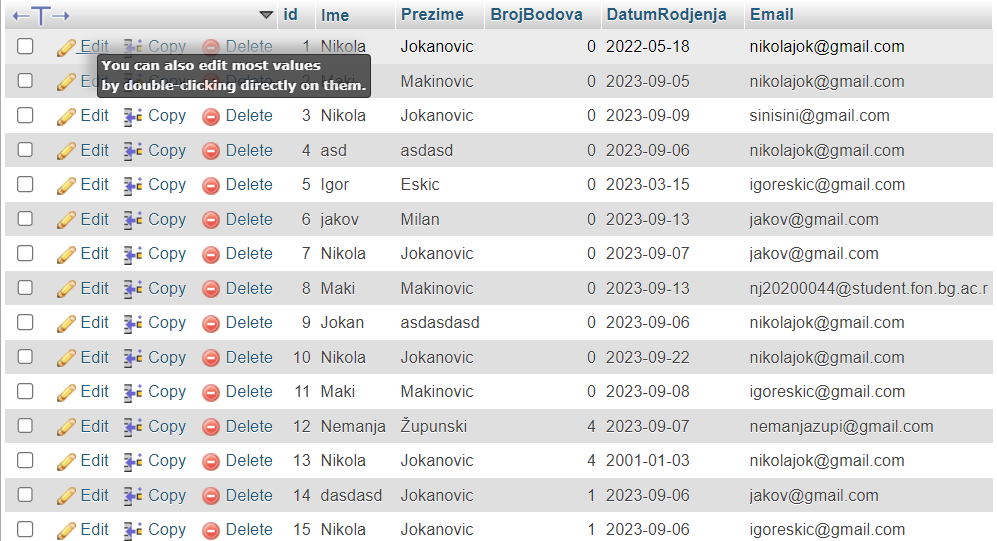 ←T→ id Ime Prezime BrojBodova DatumRodjenja Email
Edit Copy Delete 1 Nikola Jokanovic 0 2022-05-18 nikolajok@gmail.com
You can also edit most values
by double-clicking directly on them.
Edit 2 Maki Makinovic 0 2023-09-05 nikolajok@gmail.com
Edit Copy Delete 3 Nikola Jokanovic 0 2023-09-09 sinisini@gmail.com
Edit Copy Delete 4 asd asdasd 0 2023-09-06 nikolajok@gmail.com
Edit Copy Delete 5 Igor Eskic 0 2023-03-15 igoreskic@gmail.com
Edit Copy Delete 6 jakov Milan 0 2023-09-13 jakov@gmail.com
Edit Copy Delete 7 Nikola Jokanovic 0 2023-09-07 jakov@gmail.com
Edit Copy Delete 8 Maki Makinovic 0 2023-09-13 nj20200044@student.fon.bg.ac.r
Edit Copy Delete 9 Jokan asdasdasd 0 2023-09-06 nikolajok@gmail.com
Edit Copy Delete 10 Nikola Jokanovic 0 2023-09-22 nikolajok@gmail.com
Edit Copy Delete 11 Maki Makinovic 0 2023-09-08 igoreskic@gmail.com
Edit Copy Delete 12 Nemanja Župunski 4 2023-09-07 nemanjazupi@gmail.com
Edit Copy Delete 13 Nikola Jokanovic 4 2001-01-03 nikolajok@gmail.com
Edit Copy Delete 14 dasdasd Jokanovic 1 2023-09-06 jakov@gmail.com
Edit Copy Delete 15 Nikola Jokanovic 1 2023-09-06 igoreskic@gmail.com